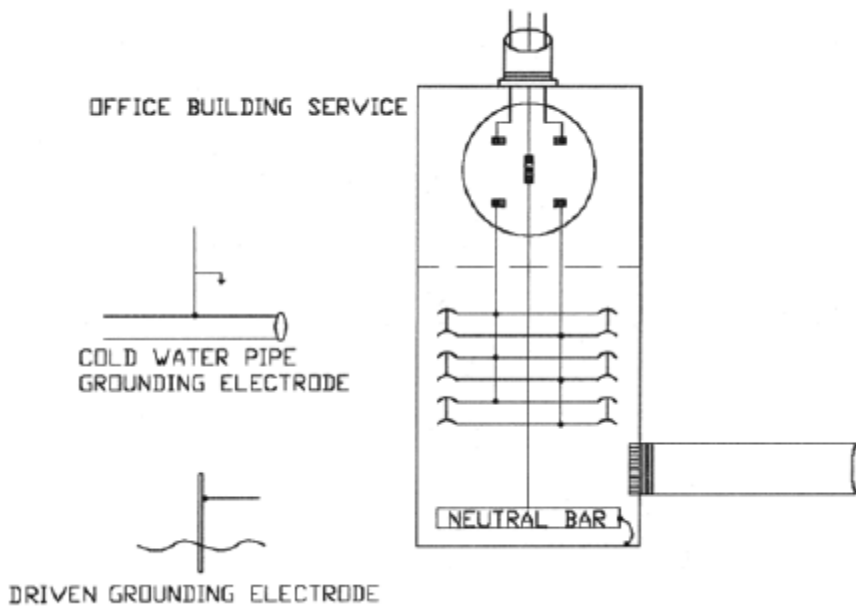 OFFICE BUILDING SERVICE
COLD WATER PIPE
GROUNDING ELECTRODE
NEUTRAL BAR
DRIVEN GROUNDING ELECTRODE